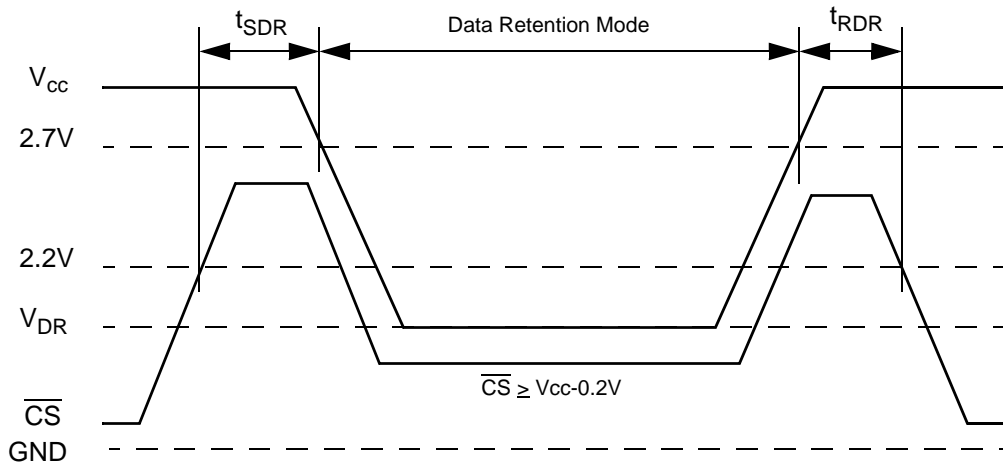 tSDR
Data Retention Mode
tRDR
Vcc
2.7V
2.2V
VDR
CS ≥ Vcc-0.2V
CS
GND